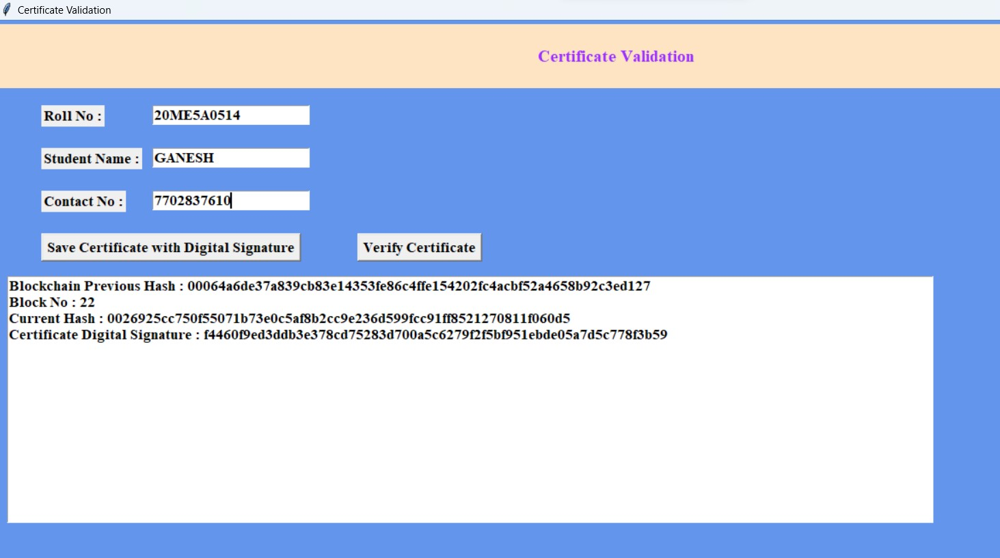 Certificate Validation
Certificate Validation
Roll No :
20ME5A0514
Student Name :
GANESH
Contact No :
7702837610
Save Certificate with Digital Signature
Verify Certificate
Blockchain Previous Hash : 00064a6de37a839cb83e14353fe86c4ffe154202fc4acbf52a4658b92c3ed127
Block No : 22
Current Hash : 0026925cc750f55071b73e0c5af8b2cc9e236d599fcc91ff8521270811f060d5
Certificate Digital Signature : f4460f9ed3ddb3e378cd75283d700a5c6279f2f5bf951ebde05a7d5c778f3b59